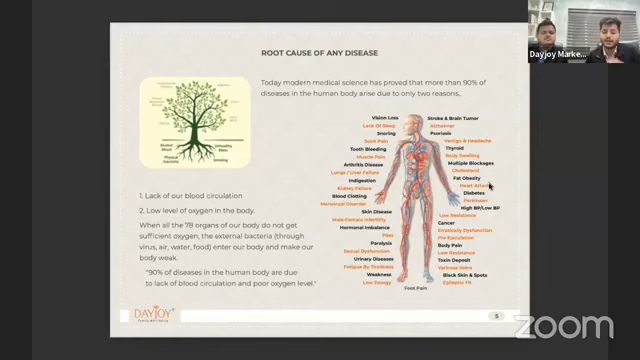 Dayjoy Marke...
ROOT CAUSE OF ANY DISEASE
Today modern medical science has proved that more than 90% of
diseases in the human body arise due to only two reasons,
Alcohol
Abuse
Physical
Inactivity
Unhealthy
Smoking
1. Lack of our blood circulation
2. Low level of oxygen in the body.
When all the 78 organs of our body do not get
sufficient oxygen, the external bacteria (through
virus, air, water, food) enter our body and make our
body weak.
"90% of diseases in the human body are due
to lack of blood circulation and poor oxygen level."
Vision Loss
Lack Of Sleep
Snoring
Joint Pain
Tooth Bleeding
Muscle Pain
Arthritis Disease
Lungs / Liver Disease
Indigestion
Kidney Failure
Blood Clotting
Menstrual Disorder
Skin Disease
Male-Female Infertility
Hormonal Imbalance
Piles
Paralysis
Sexual Dysfunction
Urinary Diseases
Fatigue By Tiredness
Weakness
Low Energy
Stroke & Brain Tumor
Alzheimer
Psoriasis
Vertigo & Headache
Thyroid
Body Swelling
Multiple Blockages
Cholesterol
Fat Obesity
Heart Attack
Diabetes
Parkinson
High BP/Low BP
Low Resistance
Cancer
Erectile Dysfunction
Pre Ejaculation
Body Pain
Low Resistance
Toxin Deposit
Varicose Veins
Black Skin & Spots
Epileptic Fit
Foot Pain
DAYJOY
5
zoom